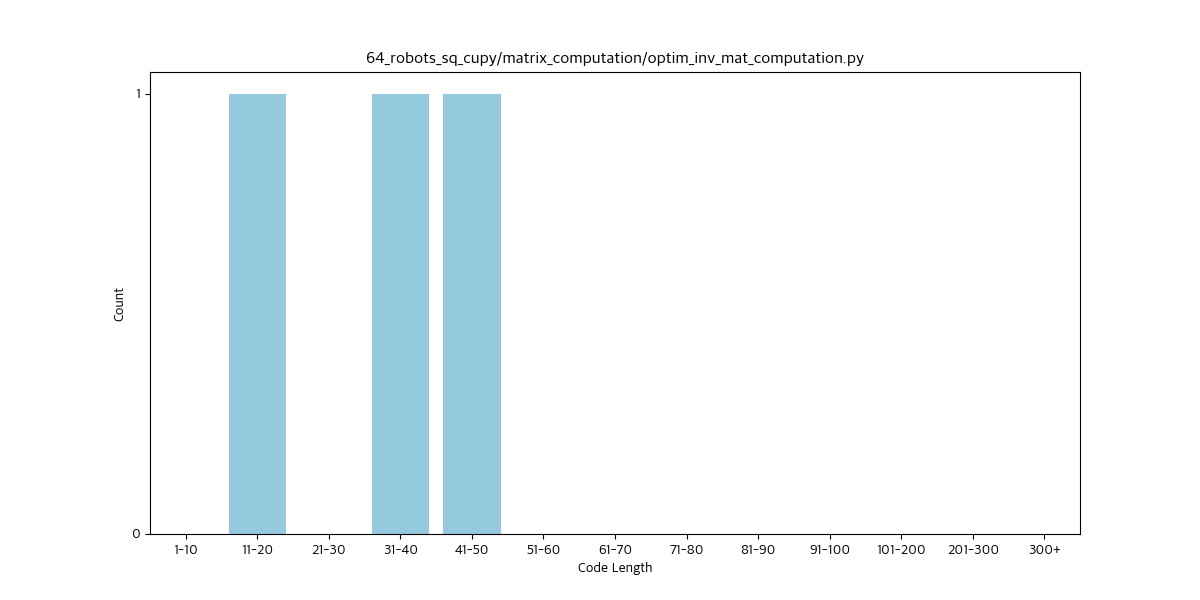 64_robots_sq_cupy/matrix_computation/optim_inv_mat_computation.py
1
Count
0
1-10 11-20 21-30 31-40 41-50 51-60 61-70 71-80 81-90 91-100 101-200 201-300 300+
Code Length